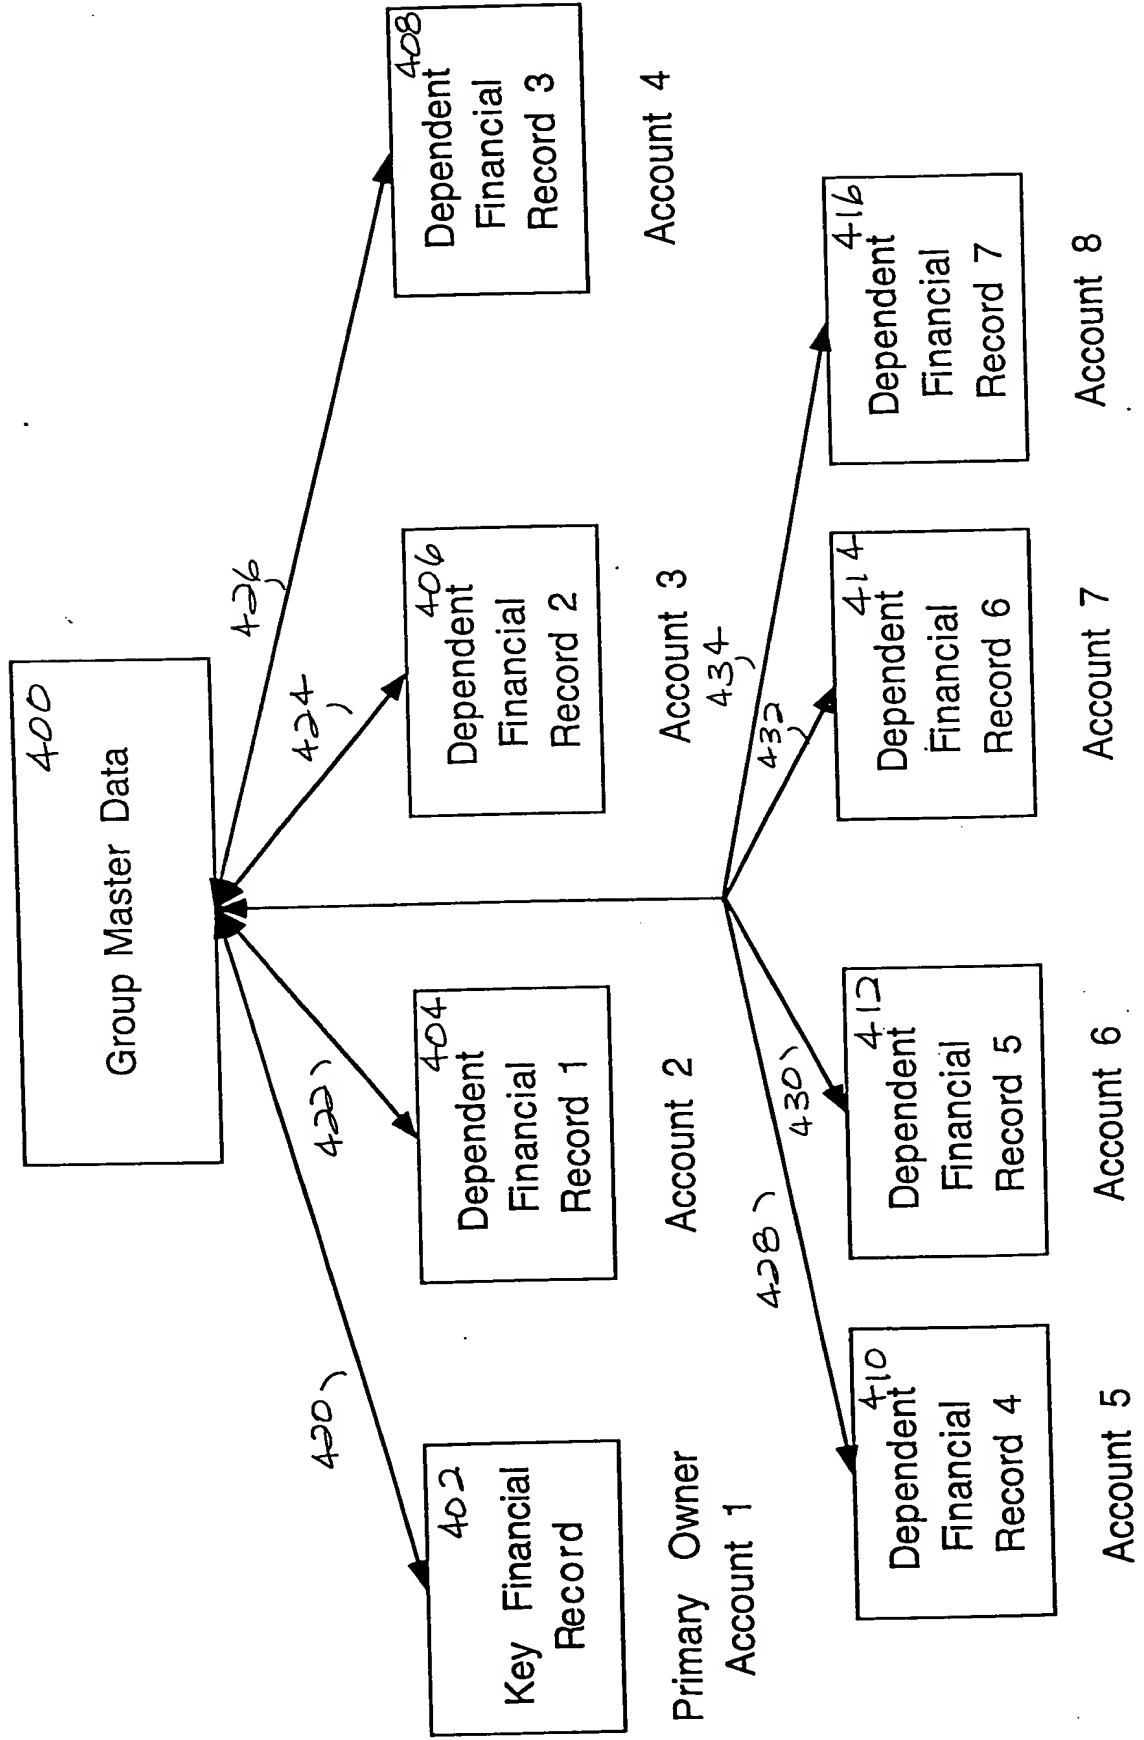 400
Group Master Data
420
422
424
426
402
Key Financial
Record
Primary Owner
Account 1
404
Dependent
Financial
Record 1
Account 2
406
Dependent
Financial
Record 2
Account 3
408
Dependent
Financial
Record 3
Account 4
428
430
432
434
410
Dependent
Financial
Record 4
Account 5
412
Dependent
Financial
Record 5
Account 6
414
Dependent
Financial
Record 6
Account 7
416
Dependent
Financial
Record 7
Account 8